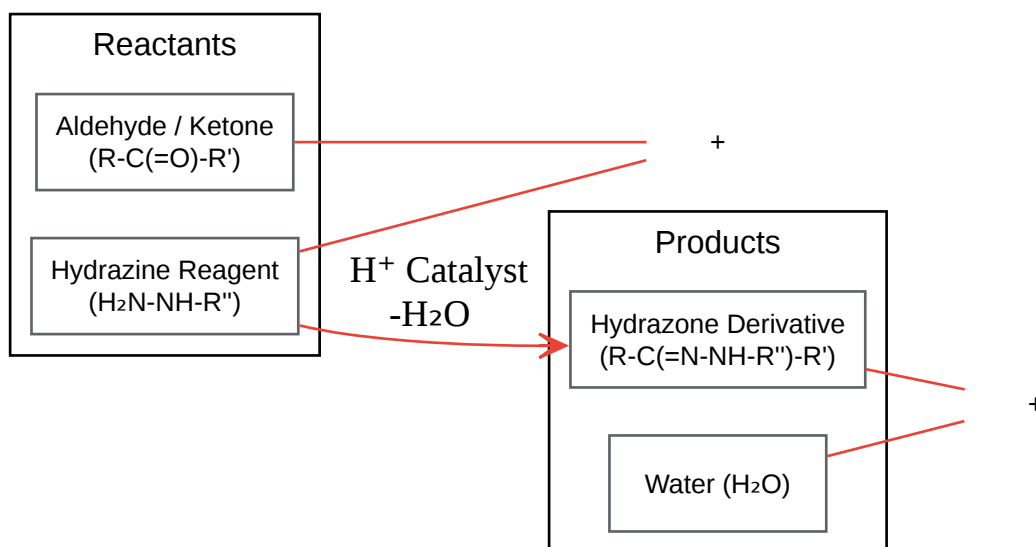 Reactants
Aldehyde / Ketone
(R-C(=O)-R')
+
Hydrazine Reagent
(H₂N-NH-R'')
H⁺ Catalyst
-H₂O
Products
Hydrazone Derivative
(R-C(=N-NH-R'')-R')
+
Water (H₂O)